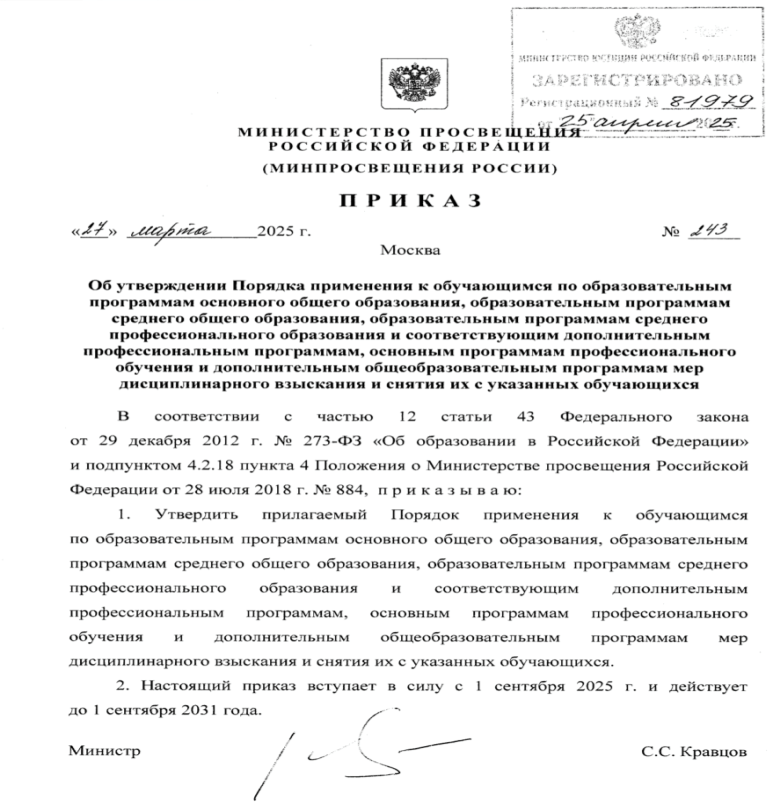 МИНИСТЕРСТВО ЮСТИЦИИ РОССИЙСКОЙ ФЕДЕРАЦИИ
ЗАРЕГИСТРИРОВАНО
Регистрационный № 81979
от 25 апреля 2025.
МИНИСТЕРСТВО ПРОСВЕЩЕНИЯ
РОССИЙСКОЙ ФЕДЕРАЦИИ
(МИНПРОСВЕЩЕНИЯ РОССИИ)
ПРИКАЗ
«27» марта 2025 г.
№ 243
Москва
Об утверждении Порядка применения к обучающимся по образовательным
программам основного общего образования, образовательным программам
среднего общего образования, образовательным программам среднего
профессионального образования и соответствующим дополнительным
профессиональным программам, основным программам профессионального
обучения и дополнительным общеобразовательным программам мер
дисциплинарного взыскания и снятия их с указанных обучающихся
В соответствии с частью 12 статьи 43 Федерального закона
от 29 декабря 2012 г. № 273-ФЗ «Об образовании в Российской Федерации»
и подпунктом 4.2.18 пункта 4 Положения о Министерстве просвещения Российской
Федерации от 28 июля 2018 г. № 884, приказываю:
1. Утвердить прилагаемый Порядок применения к обучающимся
по образовательным программам основного общего образования, образовательным
программам среднего общего образования, образовательным программам среднего
профессионального образования и соответствующим дополнительным
профессиональным программам, основным программам профессионального
обучения и дополнительным общеобразовательным программам мер
дисциплинарного взыскания и снятия их с указанных обучающихся.
2. Настоящий приказ вступает в силу с 1 сентября 2025 г. и действует
до 1 сентября 2031 года.
Министр
С.С. Кравцов